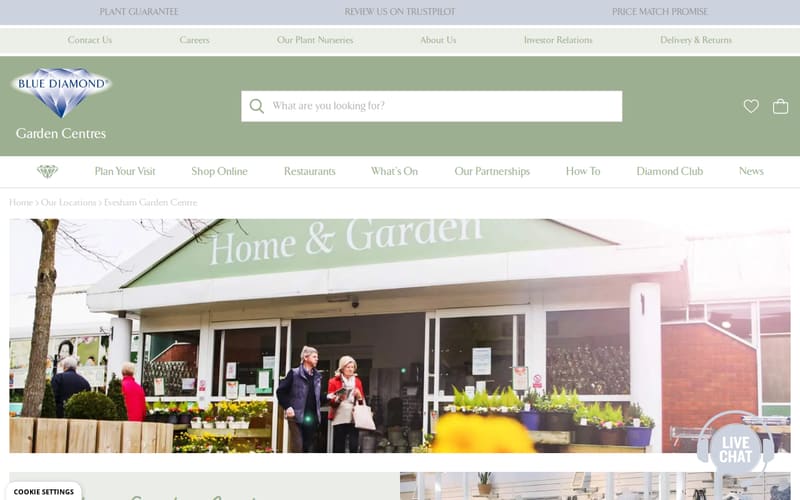 PLANT GUARANTEE
REVIEW US ON TRUSTPILOT
PRICE MATCH PROMISE
Contact Us
Careers
Our Plant Nurseries
About Us
Investor Relations
Delivery & Returns
BLUE DIAMOND®
Garden Centres
What are you looking for?
Plan Your Visit
Shop Online
Restaurants
What's On
Our Partnerships
How To
Diamond Club
News
Home > Our Locations > Evesham Garden Centre
Home & Garden
LIVE
CHAT
COOKIE SETTINGS